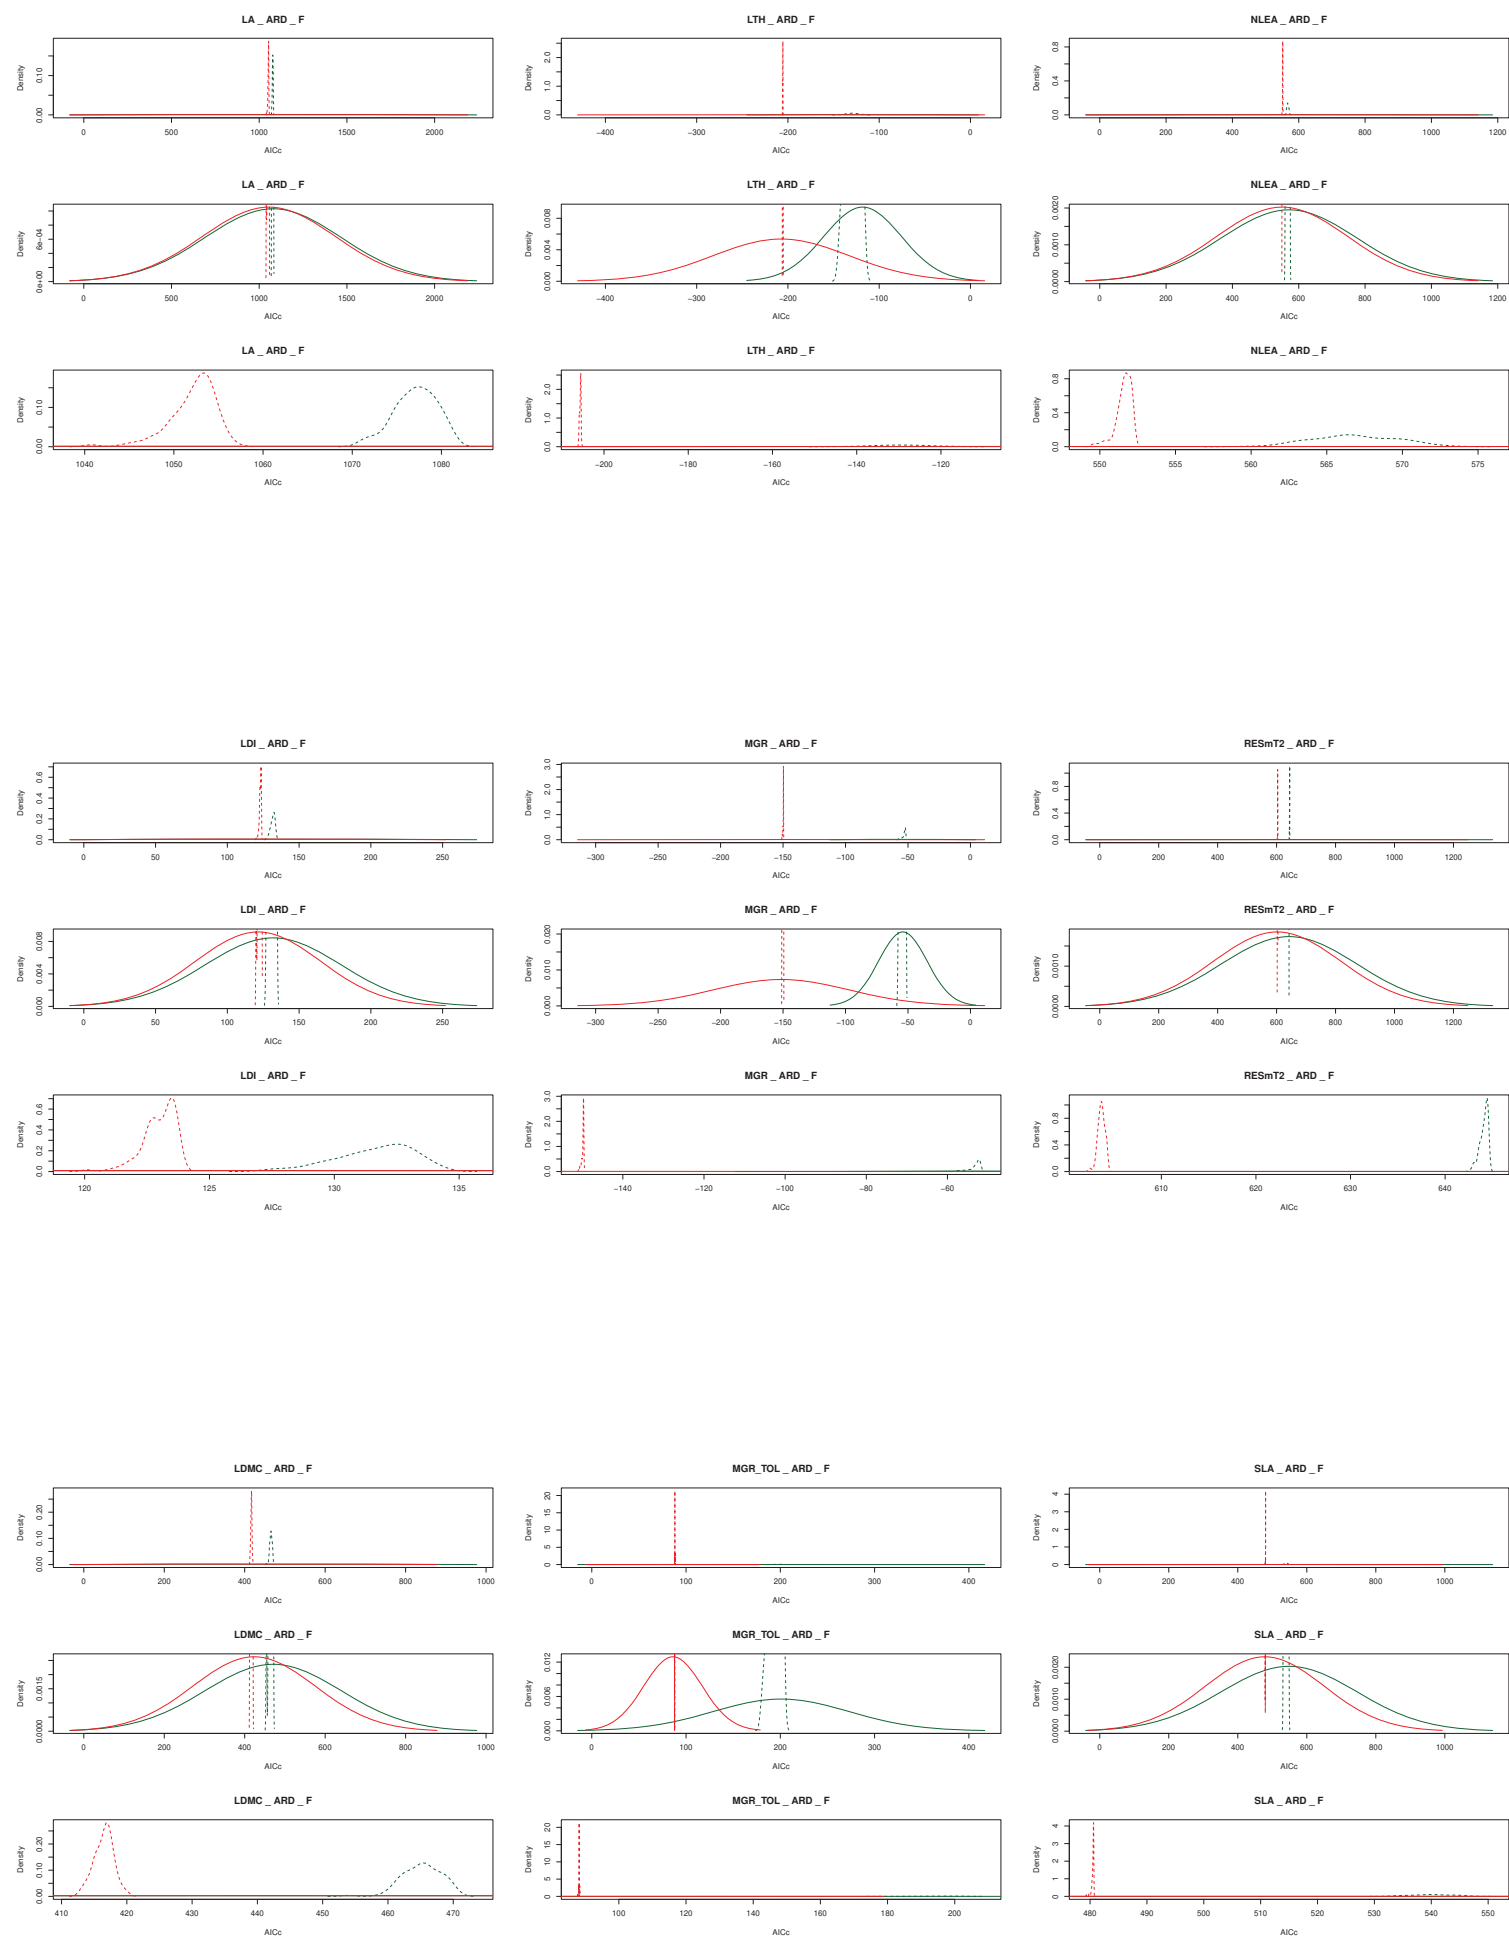 LA _ ARD _ F
LTH _ ARD _ F
NLEA _ ARD _ F
Density 0.00 0.10
Density 0.0 1.0 2.0
Density 0.0 0.4 0.8
0 500 1000 1500 2000
−400 −300 −200 −100 0
0 200 400 600 800 1000 1200
AICc
AICc
AICc
LA _ ARD _ F
LTH _ ARD _ F
NLEA _ ARD _ F
Density 0e+00 6e−04
Density 0.000 0.004 0.008
Density 0.0000 0.0010 0.0020
0 500 1000 1500 2000
−400 −300 −200 −100 0
0 200 400 600 800 1000 1200
AICc
AICc
AICc
LA _ ARD _ F
LTH _ ARD _ F
NLEA _ ARD _ F
Density 0.00 0.10
Density 0.0 1.0 2.0
Density 0.0 0.4 0.8
1040 1050 1060 1070 1080
−200 −180 −160 −140 −120
550 555 560 565 570 575
AICc
AICc
AICc
LDI _ ARD _ F
MGR _ ARD _ F
RESmT2 _ ARD _ F
Density 0.0 0.2 0.4 0.6
Density 0.0 1.0 2.0 3.0
Density 0.0 0.4 0.8
0 50 100 150 200 250
−300 −250 −200 −150 −100 −50 0
0 200 400 600 800 1000 1200
AICc
AICc
AICc
LDI _ ARD _ F
MGR _ ARD _ F
RESmT2 _ ARD _ F
Density 0.000 0.004 0.008
Density 0.000 0.010 0.020
Density 0.0000 0.0010
0 50 100 150 200 250
−300 −250 −200 −150 −100 −50 0
0 200 400 600 800 1000 1200
AICc
AICc
AICc
LDI _ ARD _ F
MGR _ ARD _ F
RESmT2 _ ARD _ F
Density 0.0 0.2 0.4 0.6
Density 0.0 1.0 2.0 3.0
Density 0.0 0.4 0.8
120 125 130 135
−140 −120 −100 −80 −60
610 620 630 640
AICc
AICc
AICc
LDMC _ ARD _ F
MGR_TOL _ ARD _ F
SLA _ ARD _ F
Density 0.00 0.10 0.20
Density 0 5 10 15 20
Density 0 1 2 3 4
0 200 400 600 800 1000
0 100 200 300 400
0 200 400 600 800 1000
AICc
AICc
AICc
LDMC _ ARD _ F
MGR_TOL _ ARD _ F
SLA _ ARD _ F
Density 0.0000 0.0015
Density 0.000 0.006 0.012
Density 0.0000 0.0010 0.0020
0 200 400 600 800 1000
0 100 200 300 400
0 200 400 600 800 1000
AICc
AICc
AICc
LDMC _ ARD _ F
MGR_TOL _ ARD _ F
SLA _ ARD _ F
Density 0.00 0.10 0.20
Density 0 5 10 15 20
Density 0 1 2 3 4
410 420 430 440 450 460 470
100 120 140 160 180 200
480 490 500 510 520 530 540 550
AICc
AICc
AICc